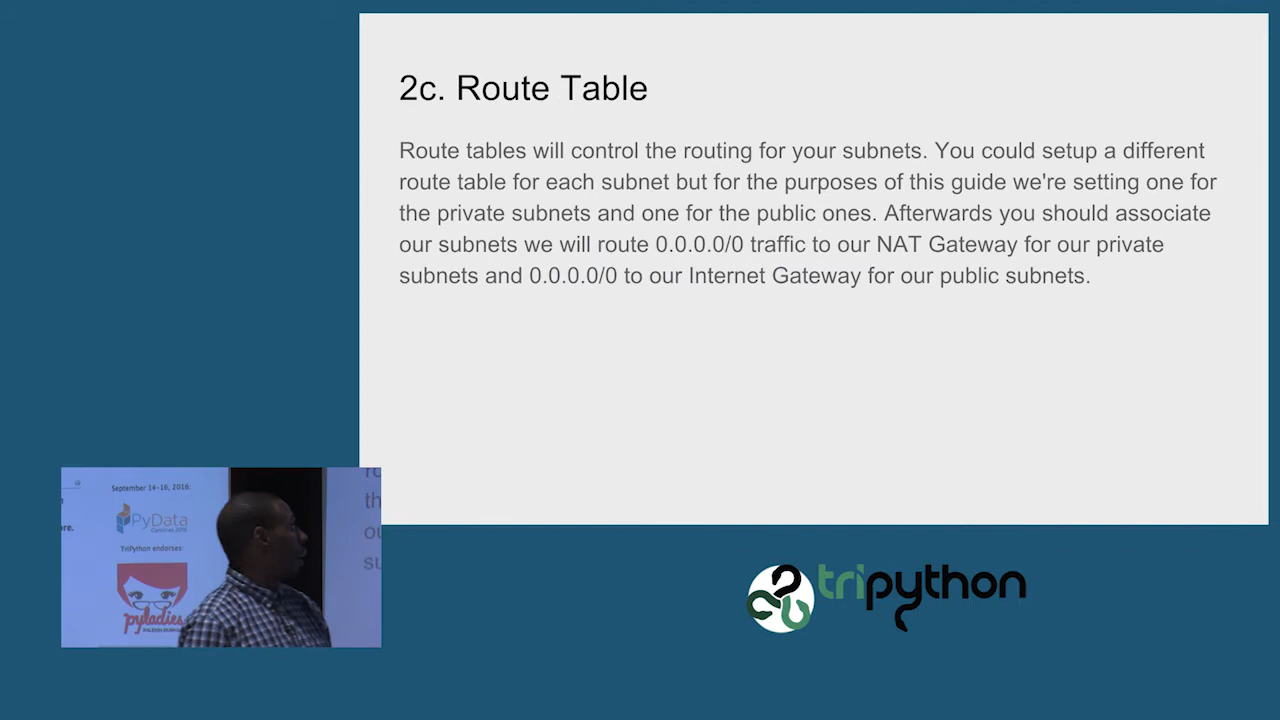 2c. Route Table
Route tables will control the routing for your subnets. You could setup a different
route table for each subnet but for the purposes of this guide we're setting one for
the private subnets and one for the public ones. Afterwards you should associate
our subnets we will route 0.0.0.0/0 traffic to our NAT Gateway for our private
subnets and 0.0.0.0/0 to our Internet Gateway for our public subnets.
September 14-16, 2016:
PyData
Carolinas 2016
TriPython endorses:
pyladies
tripython